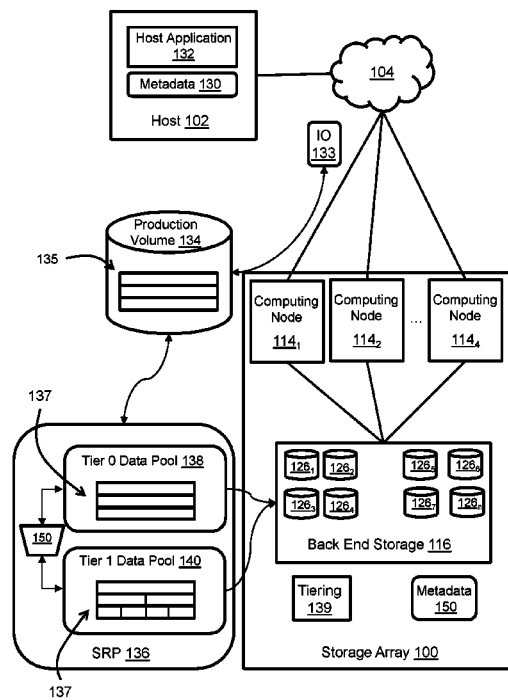 Host Application
132
Metadata 130
Host 102
104
IO
133
Production
Volume 134
135
Computing
Node
114₁
Computing
Node
114₂
...
Computing
Node
114₄
137
Tier 0 Data Pool 138
150
Tier 1 Data Pool 140
SRP 136
137
126₁
126₂
126₅
126₆
126₃
126₄
126₇
Back End Storage 116
Tiering
139
Metadata
150
Storage Array 100